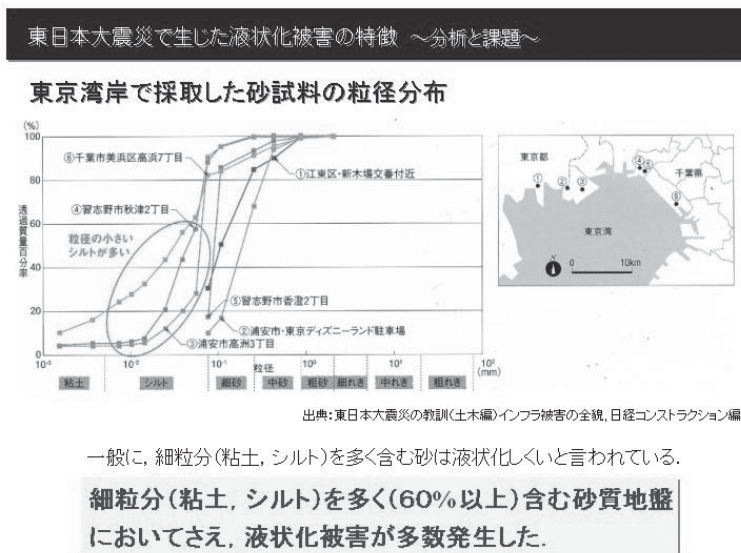 東日本大震災で生じた液状化被害の特徴 ～分析と課題～
東京湾岸で採取した砂試料の粒径分布
(%)
100
80
60
40
20
0
透過質量百分率
⑥千葉市美浜区高浜7丁目
①江東区・新木場交番付近
④習志野市秋津2丁目
粒径の小さい
シルトが多い
⑤習志野市香澄2丁目
②浦安市・東京ディズニーランド駐車場
③浦安市高洲3丁目
10⁻³
10⁻²
10⁻¹
粒径
10⁰
10¹
10²
(mm)
粘土
シルト
細砂
中砂
粗砂
細れき
中れき
粗れき
東京都
千葉県
東京湾
① ② ③ ④ ⑤ ⑥
N
0 10km
出典：東日本大震災の教訓(土木編)インフラ被害の全貌, 日経コンストラクション編
一般に, 細粒分(粘土, シルト)を多く含む砂は液状化しくいと言われている.
細粒分(粘土, シルト)を多く(60%以上)含む砂質地盤
においてさえ, 液状化被害が多数発生した.